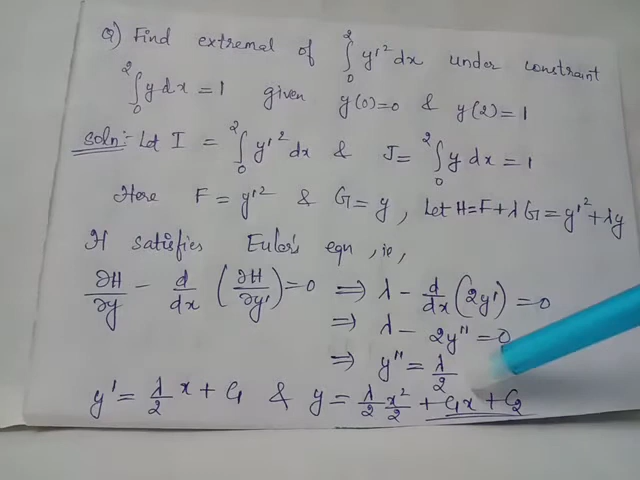 Q) Find extremal of ∫₀² y'² dx under constraint
∫₀² y dx = 1 given y(0)=0 & y(2)=1
Soln:- Let I = ∫₀² y'² dx & J = ∫₀² y dx = 1
Here F = y'² & G = y, Let H = F + λG = y'² + λy
H satisfies Euler's eqn, ie,
∂H/∂y - d/dx (∂H/∂y') = 0 ⇒ λ - d/dx (2y') = 0
⇒ λ - 2y'' = 0
⇒ y'' = λ/2
y' = λ/2 x + C₁ & y = λ/2 x²/2 + C₁x + C₂